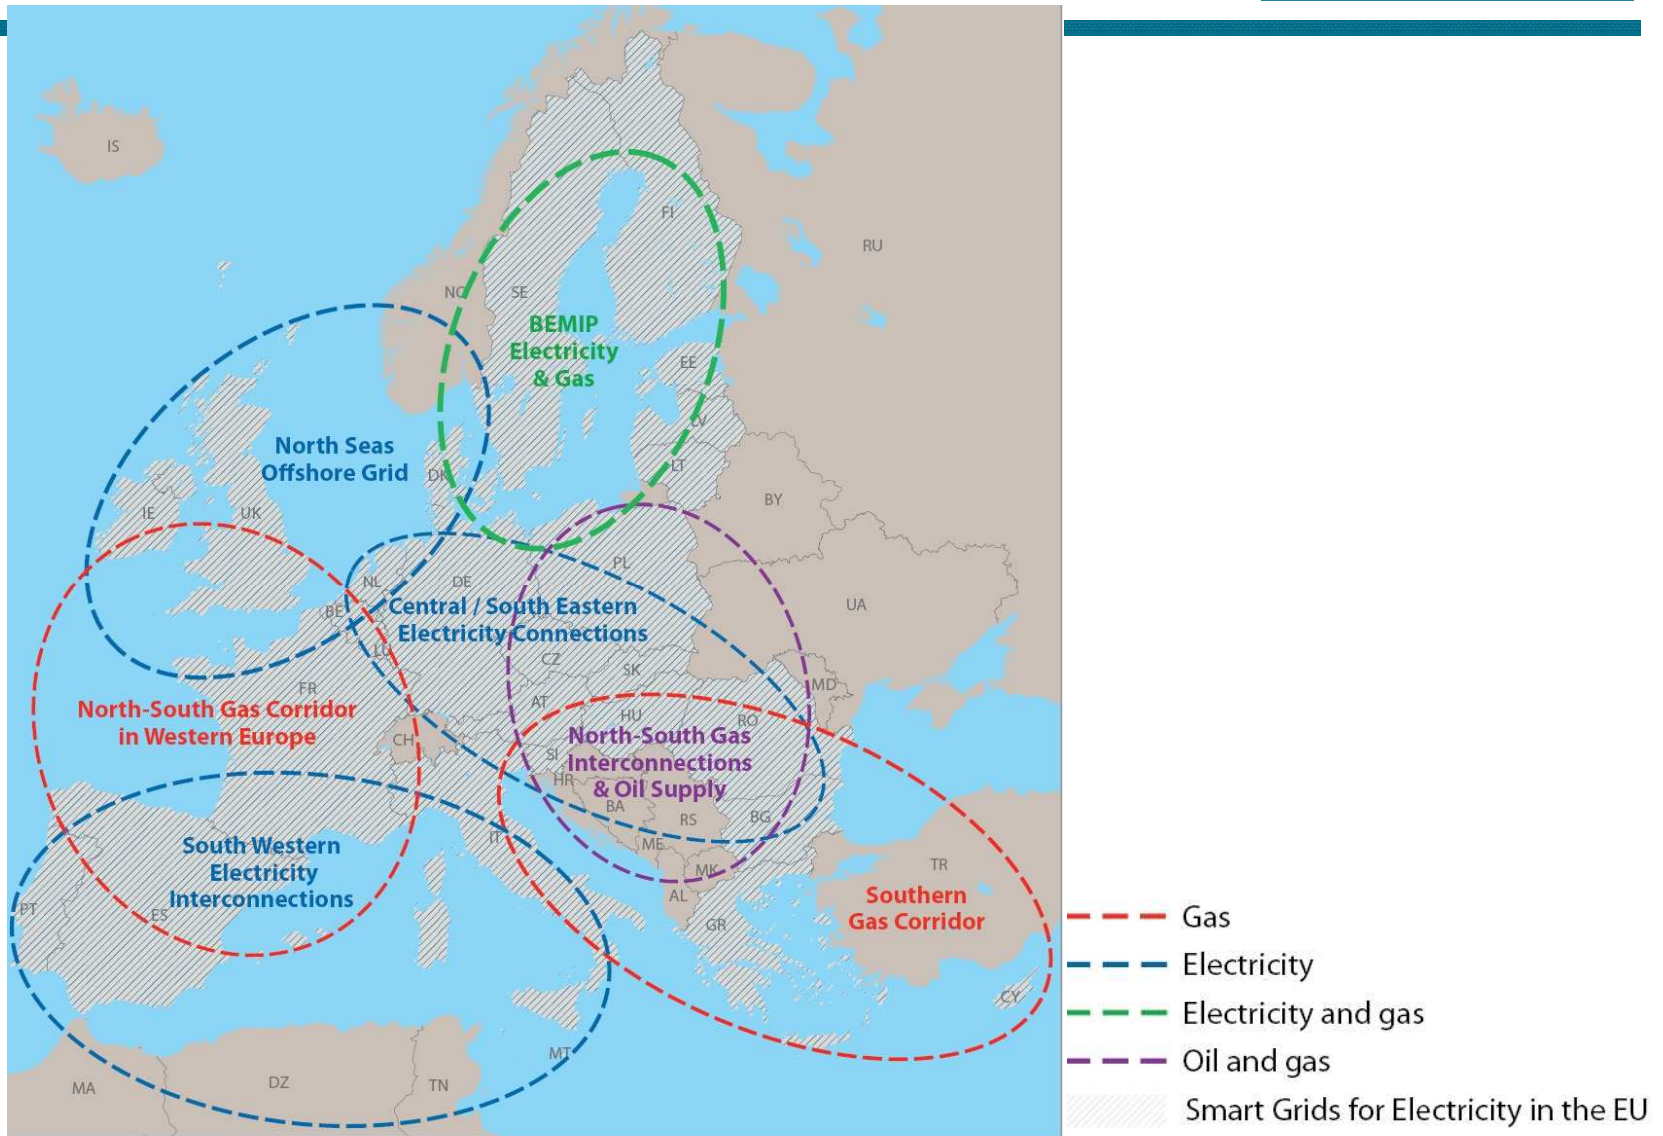 IS
RU
FI
NO
SE
BEMIP
Electricity
& Gas
EE
LV
North Seas
Offshore Grid
DK
LT
BY
IE
UK
PL
NL
DE
UA
BE
Central / South Eastern
Electricity Connections
LU
CZ
SK
FR
AT
MD
North-South Gas Corridor
in Western Europe
HU
RO
CH
North-South Gas
Interconnections
& Oil Supply
SI
HR
BA
RS
BG
IT
ME
South Western
Electricity
Interconnections
MK
TR
AL
Southern
Gas Corridor
PT
ES
GR
CY
MT
MA
DZ
TN
Gas
Electricity
Electricity and gas
Oil and gas
Smart Grids for Electricity in the EU